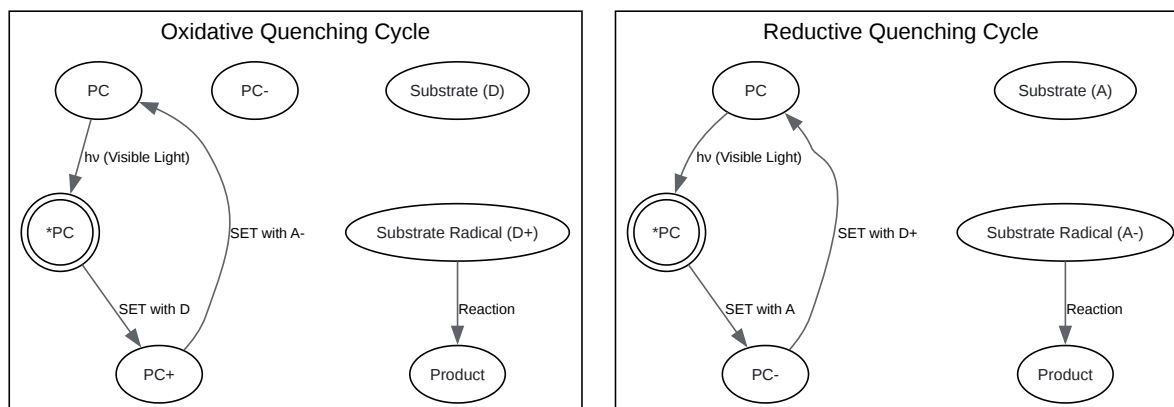 Oxidative Quenching Cycle
PC
PC-
Substrate (D)
hν (Visible Light)
*PC
SET with A-
Substrate Radical (D+)
SET with D
Reaction
PC+
Product
Reductive Quenching Cycle
PC
Substrate (A)
hν (Visible Light)
*PC
SET with D+
Substrate Radical (A-)
SET with A
Reaction
PC-
Product